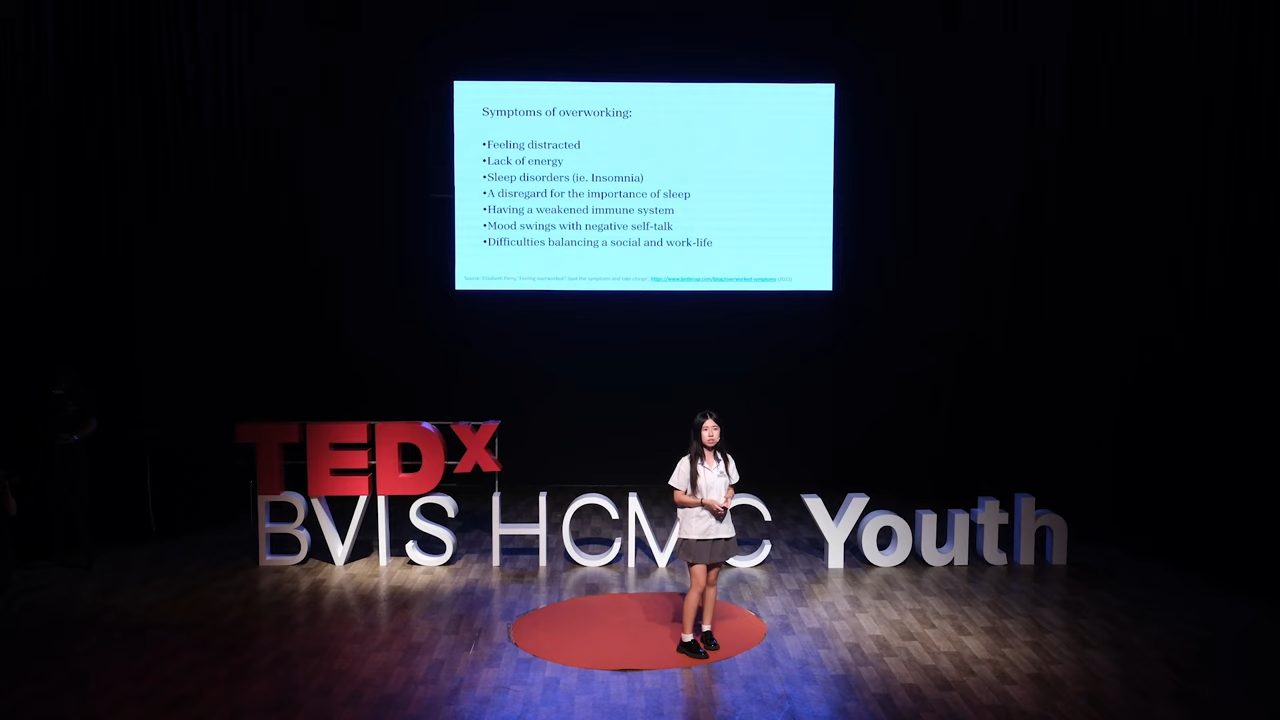 Symptoms of overworking:
•Feeling distracted
•Lack of energy
•Sleep disorders (ie. Insomnia)
•A disregard for the importance of sleep
•Having a weakened immune system
•Mood swings with negative self-talk
•Difficulties balancing a social and work-life
TEDx
BVIS HCMC Youth